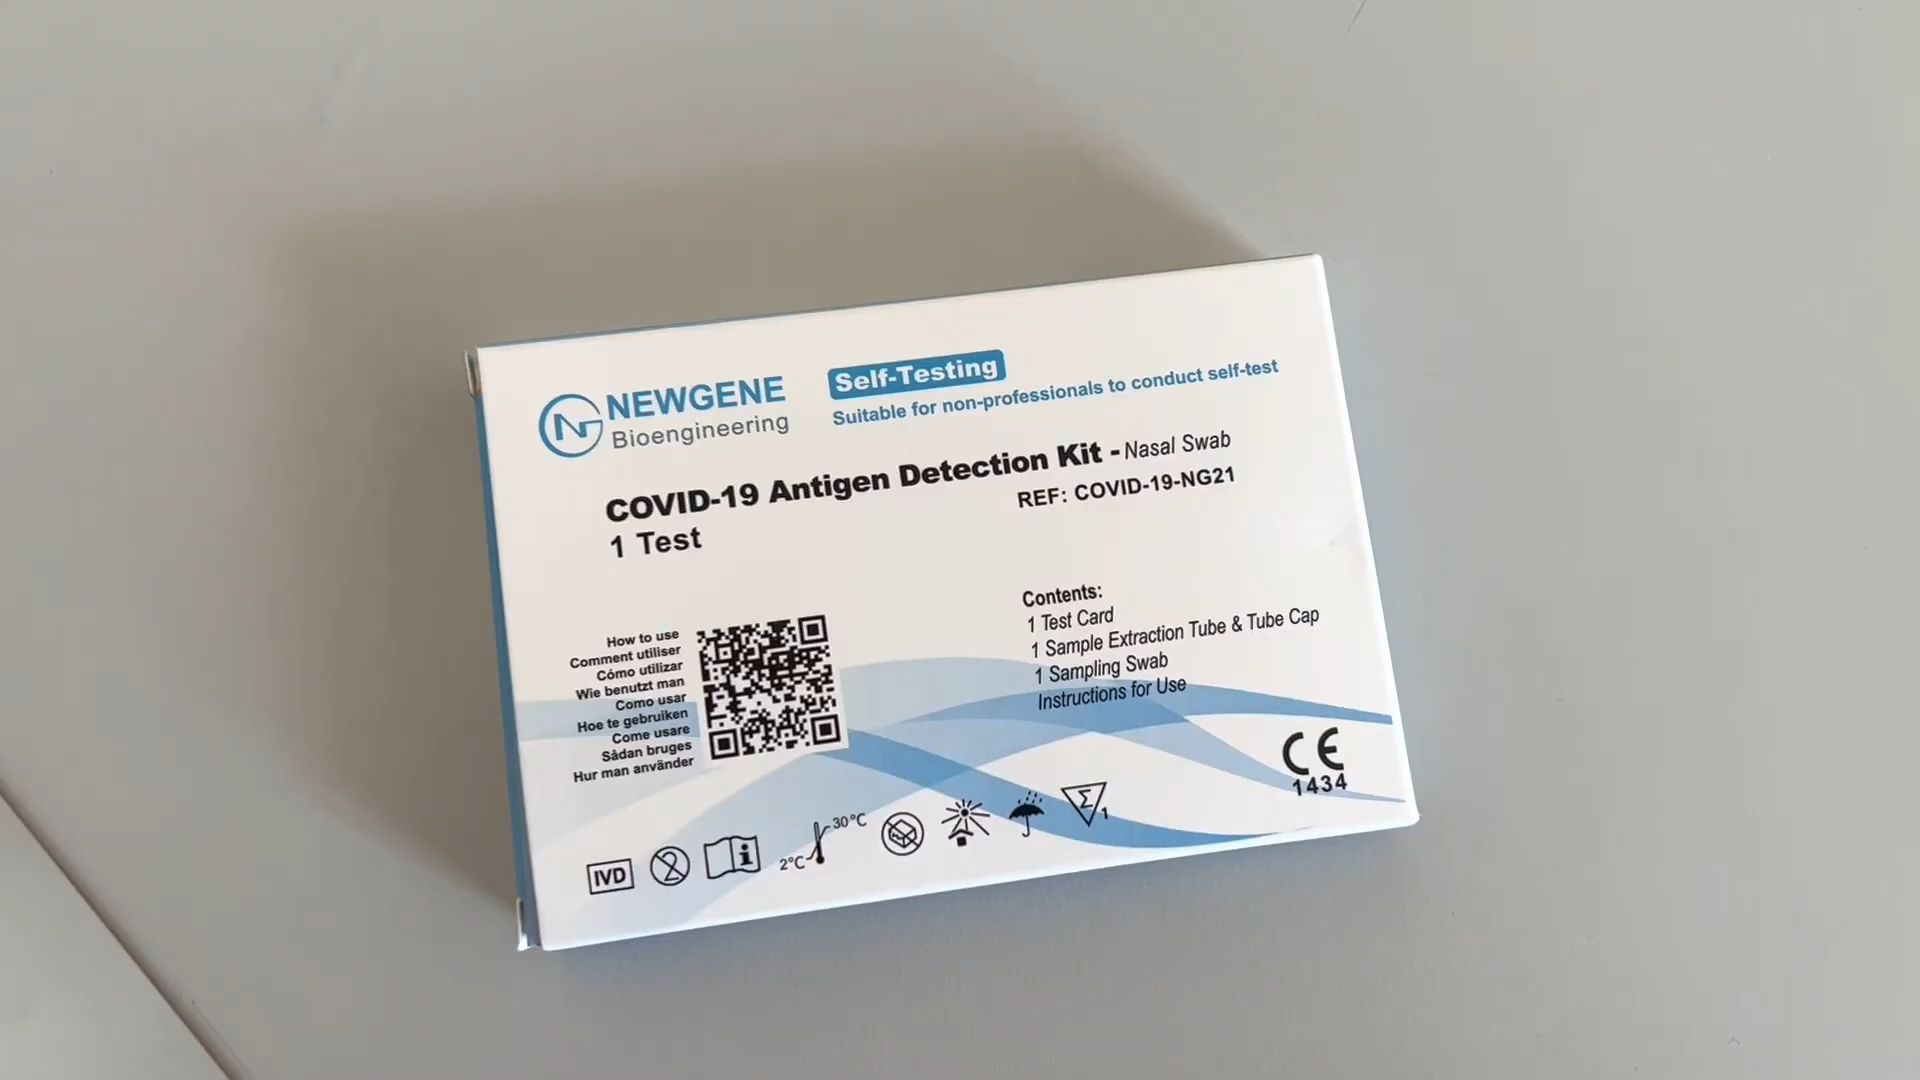 NEWGENE
Bioengineering
Self-Testing
Suitable for non-professionals to conduct self-test
COVID-19 Antigen Detection Kit - Nasal Swab
1 Test
REF: COVID-19-NG21
How to use
Comment utiliser
Cómo utilizar
Wie benutzt man
Como usar
Hoe te gebruiken
Come usare
Sådan bruges
Hur man använder
Contents:
1 Test Card
1 Sample Extraction Tube & Tube Cap
1 Sampling Swab
Instructions for Use
CE
1434
IVD
2
i
2°C
30°C
Σ
1